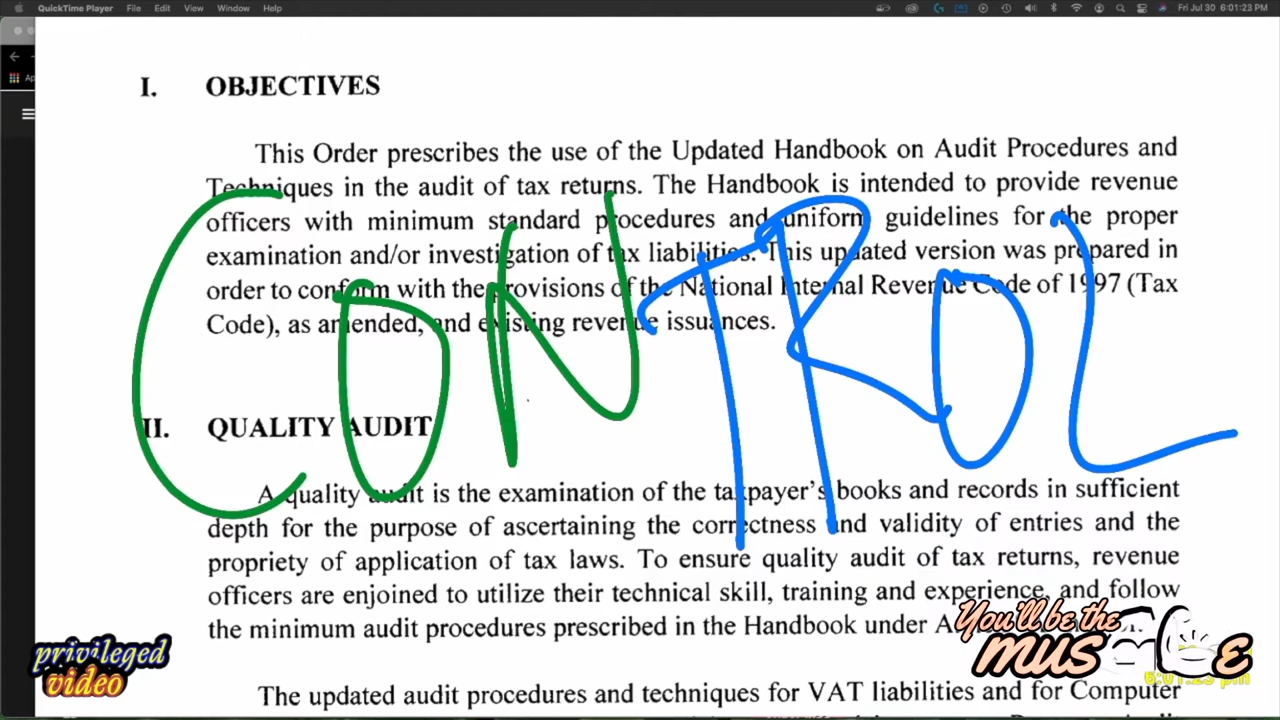 QuickTime Player File Edit View Window Help Fri Jul 30 6:01:23 PM
I. OBJECTIVES
This Order prescribes the use of the Updated Handbook on Audit Procedures and
Techniques in the audit of tax returns. The Handbook is intended to provide revenue
officers with minimum standard procedures and uniform guidelines for the proper
examination and/or investigation of tax liabilities. This updated version was prepared in
order to conform with the provisions of the National Internal Revenue Code of 1997 (Tax
Code), as amended, and existing revenue issuances.
CONTROL
II. QUALITY AUDIT
A quality audit is the examination of the taxpayer's books and records in sufficient
depth for the purpose of ascertaining the correctness and validity of entries and the
propriety of application of tax laws. To ensure quality audit of tax returns, revenue
officers are enjoined to utilize their technical skill, training and experience, and follow
the minimum audit procedures prescribed in the Handbook under
You'll be the
privileged
video
The updated audit procedures and techniques for VAT liabilities and for Computer